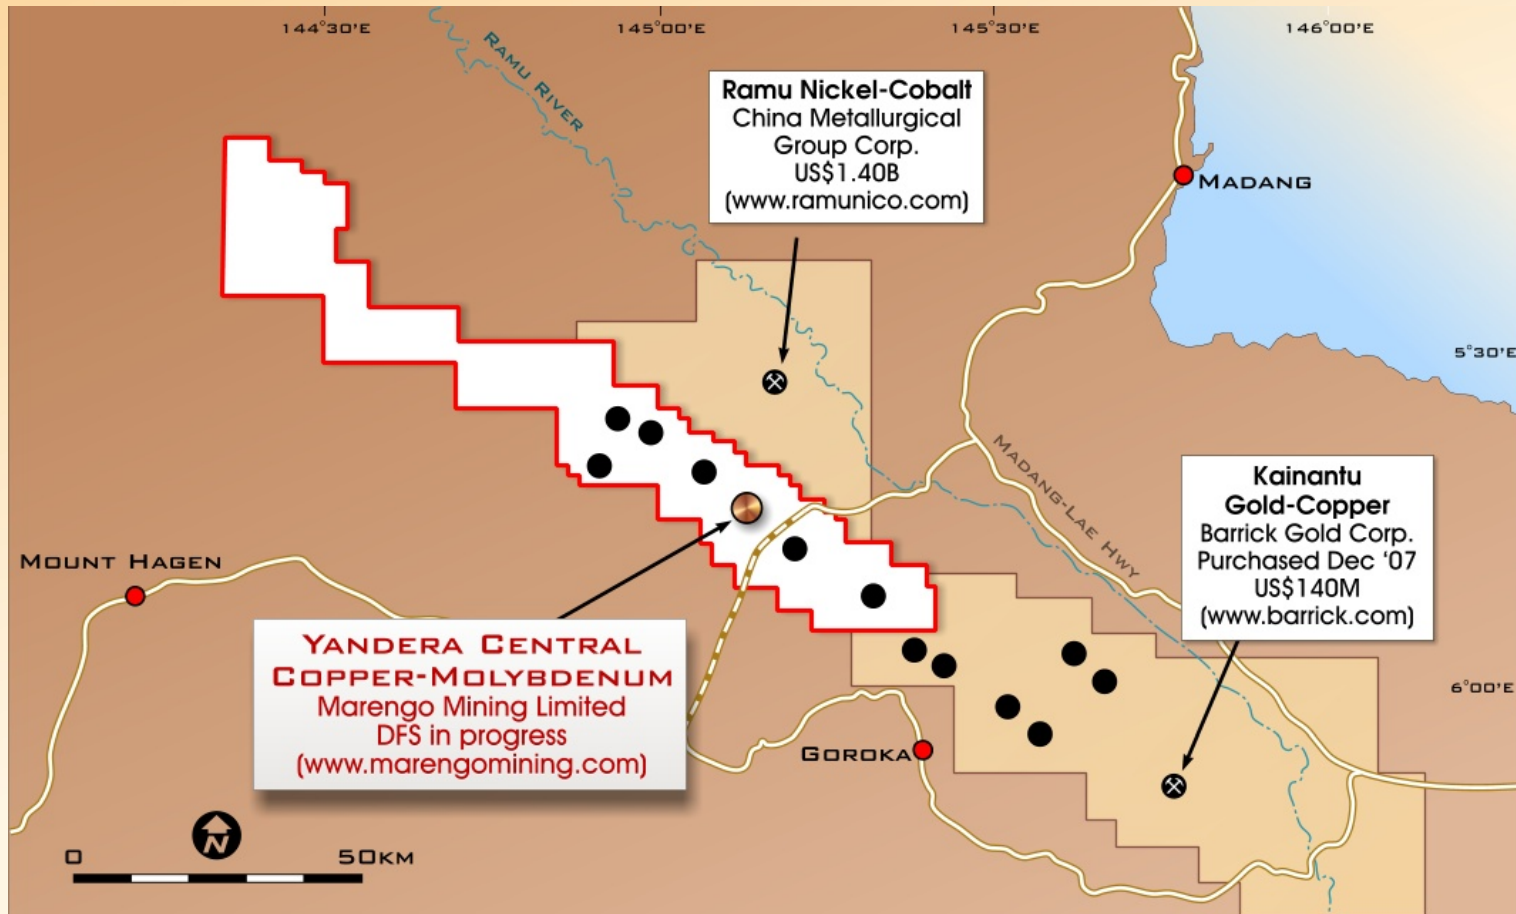 144°30'E
145°00'E
145°30'E
146°00'E
RAMU RIVER
Ramu Nickel-Cobalt
China Metallurgical
Group Corp.
US$1.40B
(www.ramunico.com)
MADANG
5°30'E
MADANG-LAE HWY
Kainantu
Gold-Copper
Barrick Gold Corp.
Purchased Dec '07
US$140M
(www.barrick.com)
MOUNT HAGEN
YANDERA CENTRAL
COPPER-MOLYBDENUM
Marengo Mining Limited
DFS in progress
(www.marengomining.com)
6°00'E
GOROKA
N
0 50KM